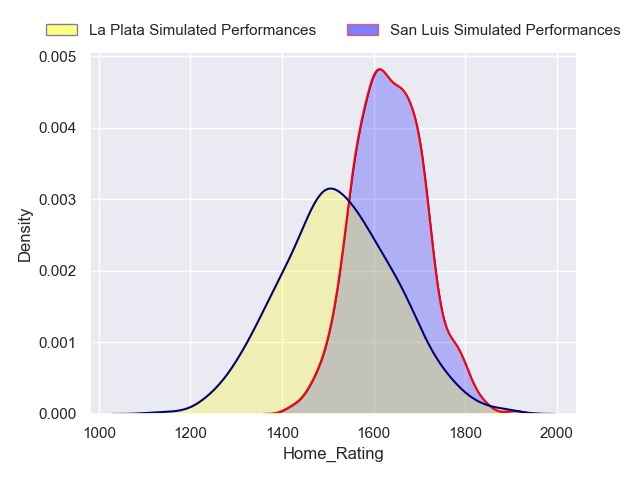 La Plata Simulated Performances San Luis Simulated Performances
0.005
0.004
0.003
0.002
0.001
0.000
Density
1000 1200 1400 1600 1800 2000
Home_Rating